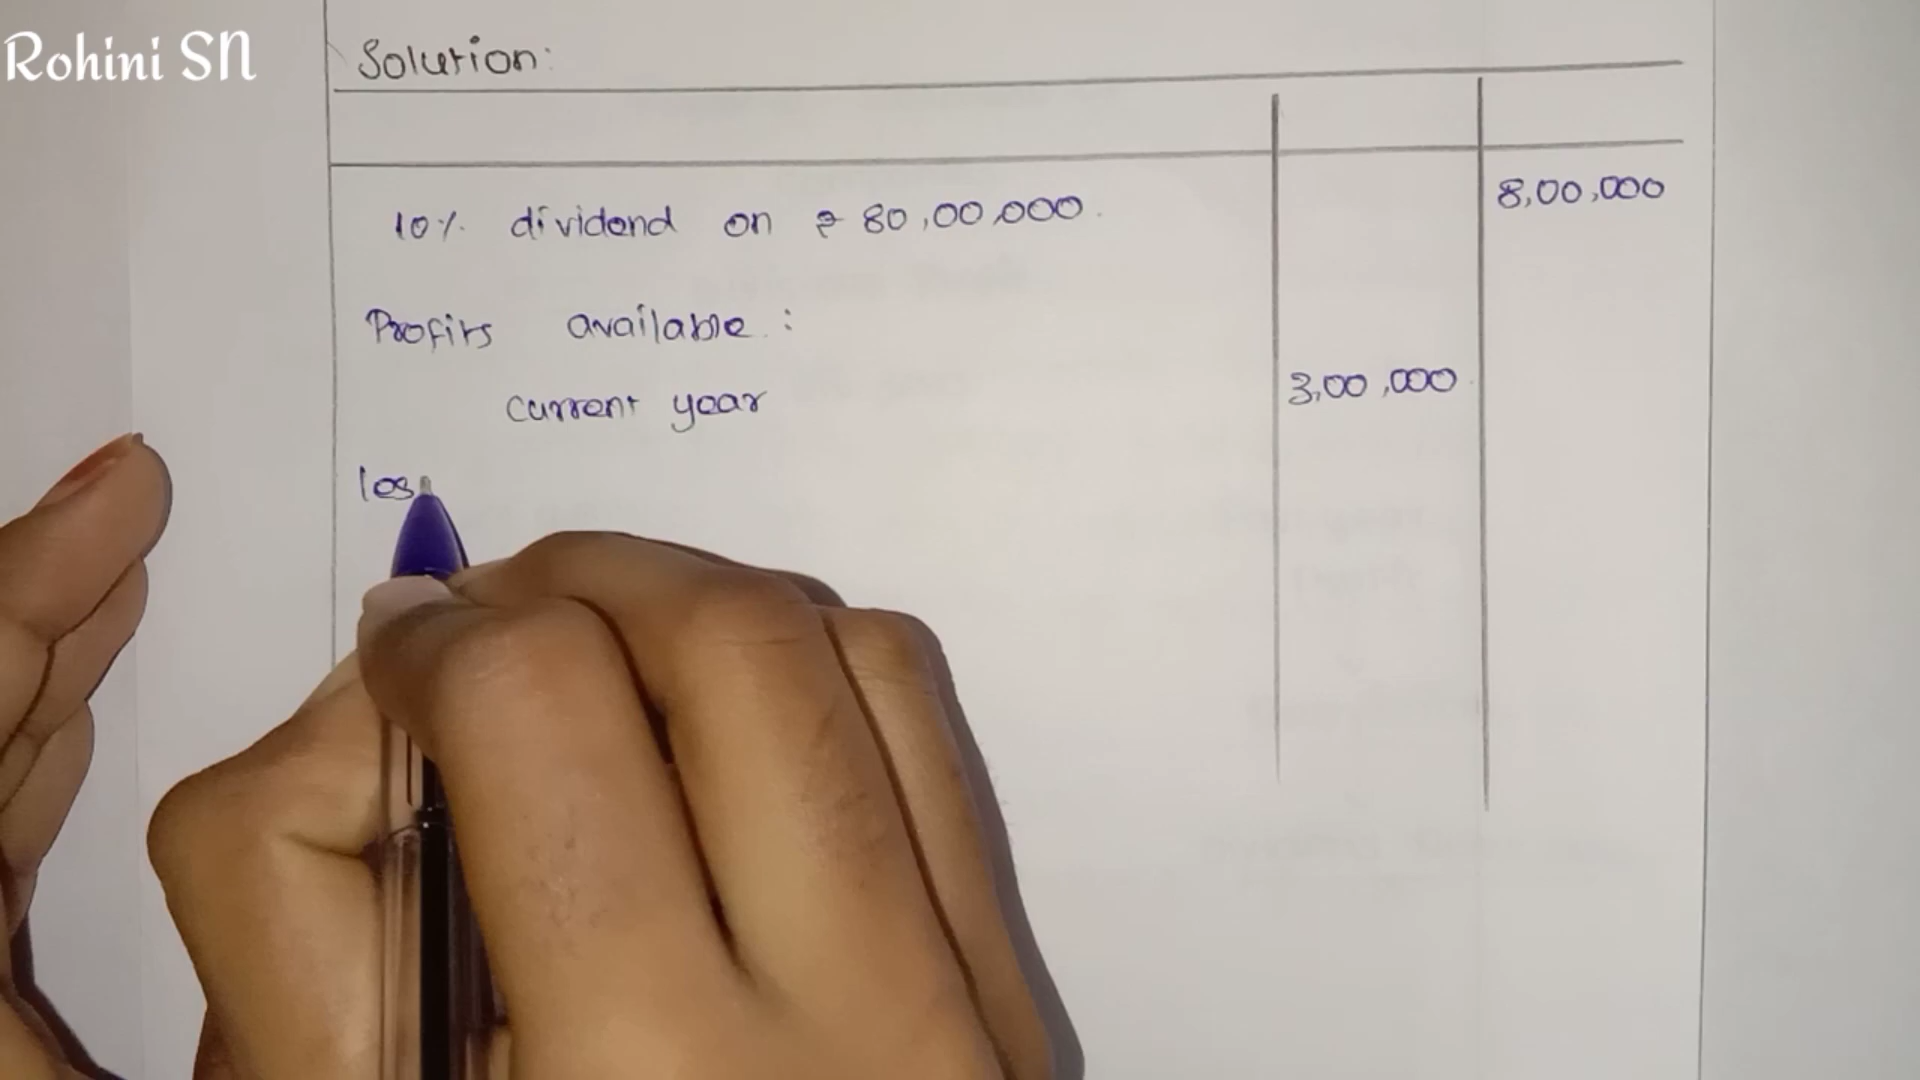 Rohini SN
Solution:
8,00,000
10% dividend on ₹ 80,00,000.
Profits available :
current year 3,00,000
les